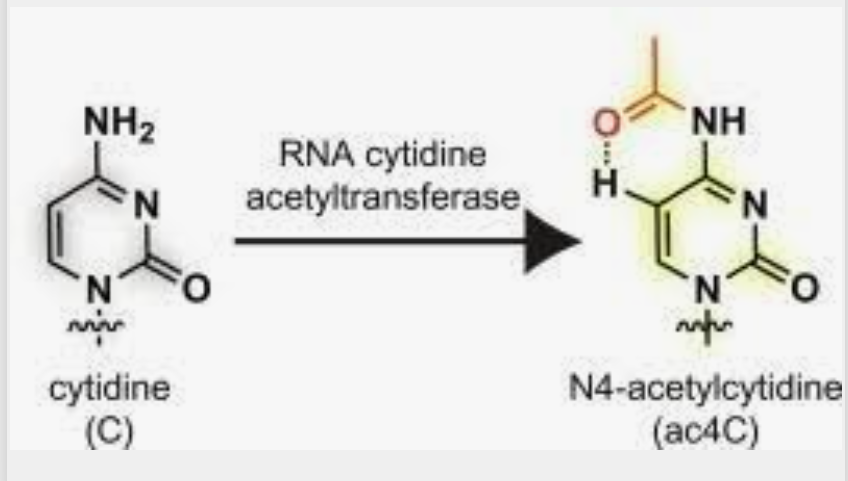 NH2
N
N
O
cytidine
(C)
RNA cytidine
acetyltransferase
O
NH
H
N
N
O
N4-acetylcytidine
(ac4C)